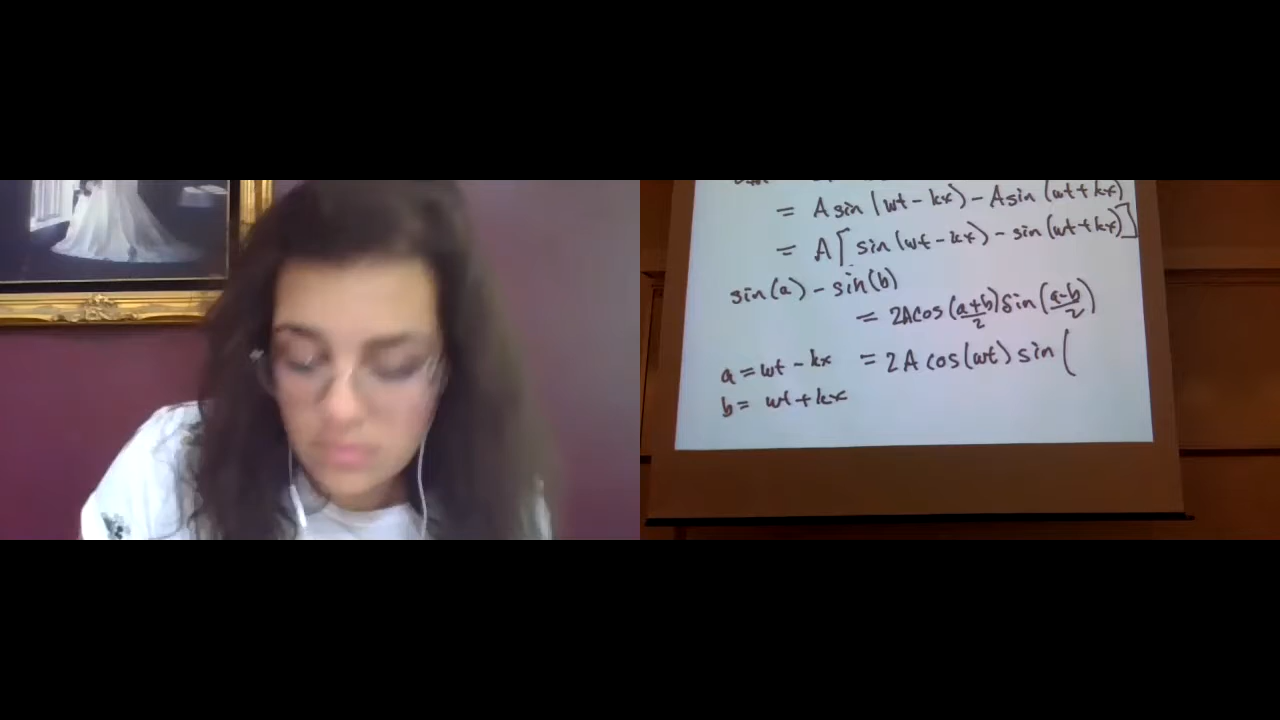 = A sin (wt - kx) - A sin (wt + kx)
= A [ sin (wt - kx) - sin (wt + kx) ]
sin(a) - sin(b)
= 2A cos (a+b/2) sin (a-b/2)
a = wt - kx = 2 A cos(wt) sin (
b = wt + kx